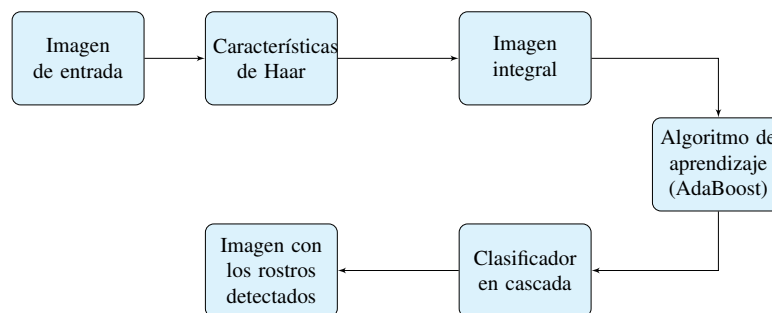 Imagen
de entrada
Características
de Haar
Imagen
integral
Algoritmo de
aprendizaje
(AdaBoost)
Clasificador
en cascada
Imagen con
los rostros
detectados